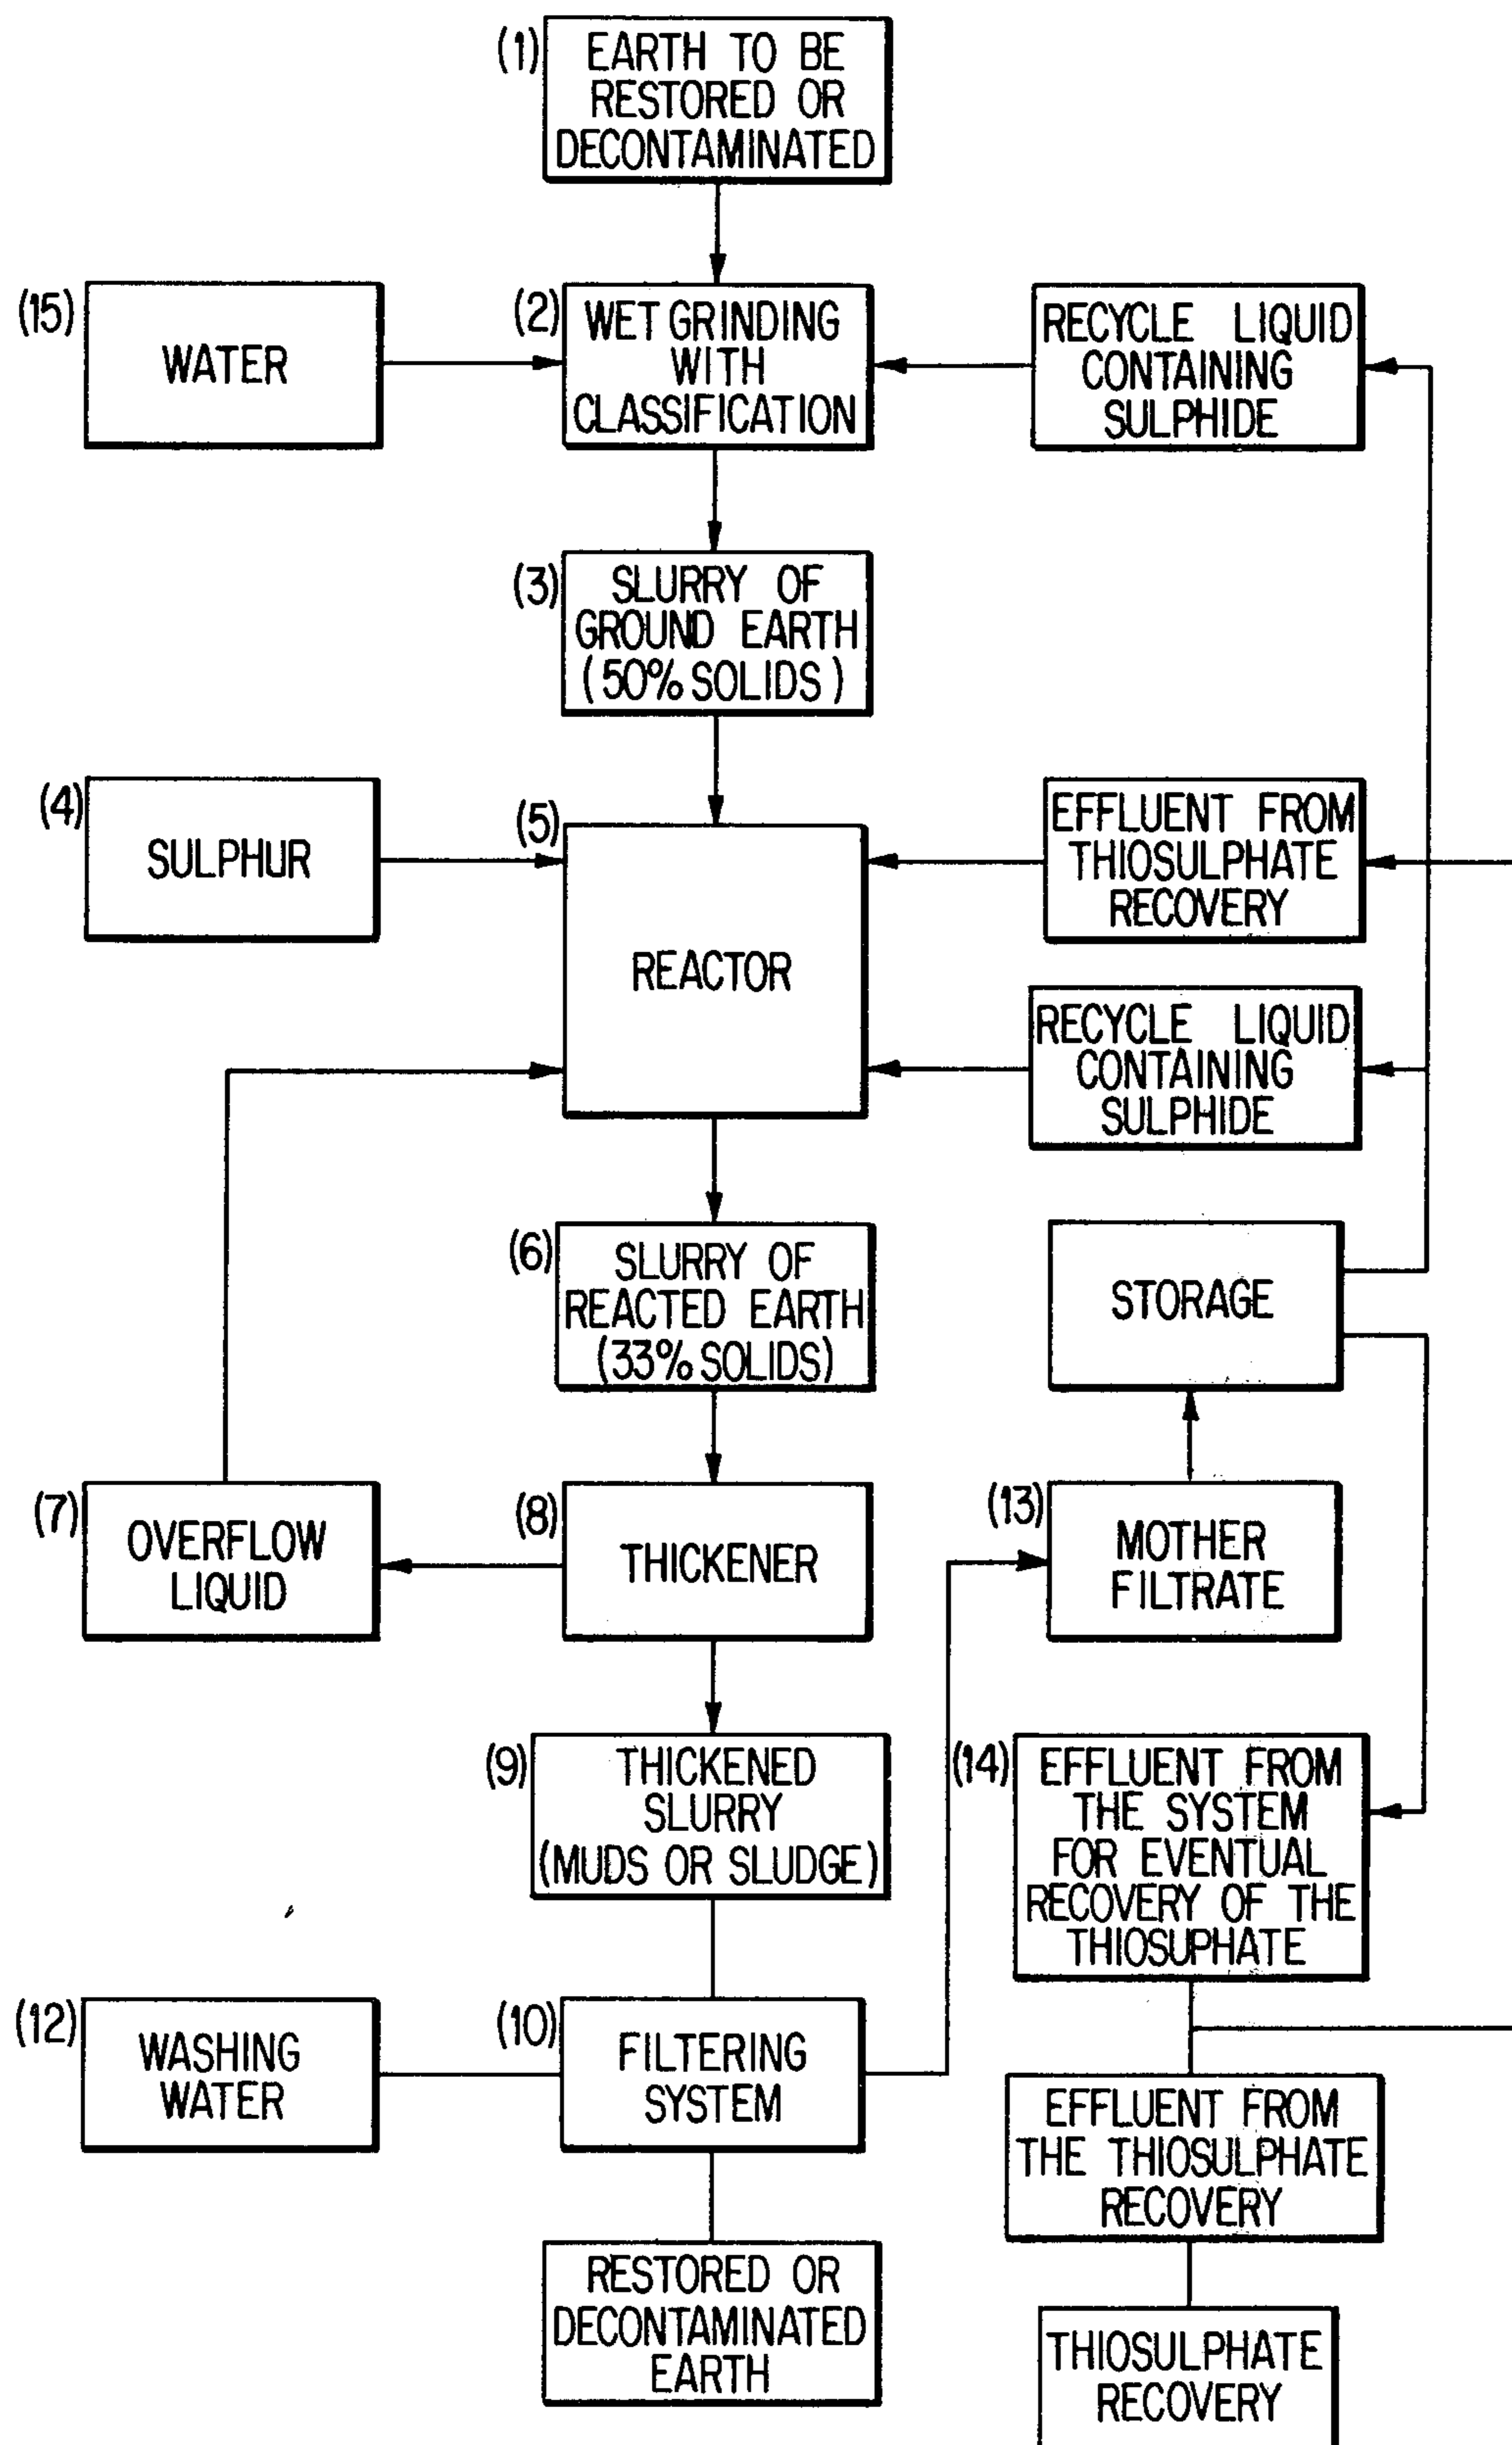 (1)
EARTH TO BE
RESTORED OR
DECONTAMINATED
(15)
WATER
(2)
WET GRINDING
WITH
CLASSIFICATION
RECYCLE LIQUID
CONTAINING
SULPHIDE
(3)
SLURRY OF
GROUND EARTH
(50% SOLIDS)
(4)
SULPHUR
(5)
REACTOR
EFFLUENT FROM
THIOSULPHATE
RECOVERY
RECYCLE LIQUID
CONTAINING
SULPHIDE
(6)
SLURRY OF
REACTED EARTH
(33% SOLIDS)
STORAGE
(7)
OVERFLOW
LIQUID
(8)
THICKENER
(13)
MOTHER
FILTRATE
(9)
THICKENED
SLURRY
(MUDS OR SLUDGE)
(14)
EFFLUENT FROM
THE SYSTEM
FOR EVENTUAL
RECOVERY OF THE
THIOSUPHATE
(12)
WASHING
WATER
(10)
FILTERING
SYSTEM
EFFLUENT FROM
THE THIOSULPHATE
RECOVERY
RESTORED OR
DECONTAMINATED
EARTH
THIOSULPHATE
RECOVERY